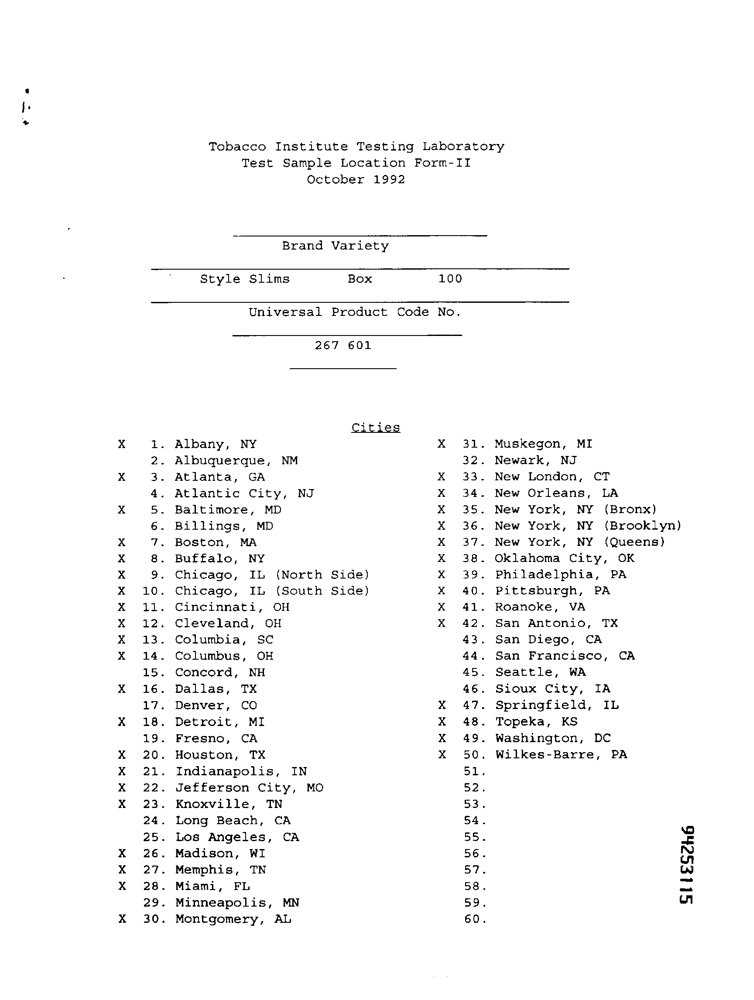 Tobacco Institute Testing Laboratory
Test Sample Location Form-II
October 1992
Brand Variety
Style Slims Box 100
Universal Product Code No.
267 601
Cities
X 1. Albany, NY
2. Albuquerque, NM
X 3. Atlanta, GA
4. Atlantic City, NJ
X 5. Baltimore, MD
6. Billings, MD
X 7. Boston, MA
X 8. Buffalo, NY
X 9. Chicago, IL (North Side)
X 10. Chicago, IL (South Side)
X 11. Cincinnati, OH
X 12. Cleveland, OH
X 13. Columbia, SC
X 14. Columbus, OH
15. Concord, NH
X 16. Dallas, TX
17. Denver, CO
X 18. Detroit, MI
19. Fresno, CA
X 20. Houston, TX
X 21. Indianapolis, IN
X 22. Jefferson City, MO
X 23. Knoxville, TN
24. Long Beach, CA
25. Los Angeles, CA
X 26. Madison, WI
X 27. Memphis, TN
X 28. Miami, FL
29. Minneapolis, MN
X 30. Montgomery, AL
X 31. Muskegon, MI
32. Newark, NJ
X 33. New London, CT
X 34. New Orleans, LA
X 35. New York, NY (Bronx)
X 36. New York, NY (Brooklyn)
X 37. New York, NY (Queens)
X 38. Oklahoma City, OK
X 39. Philadelphia, PA
X 40. Pittsburgh, PA
X 41. Roanoke, VA
X 42. San Antonio, TX
43. San Diego, CA
44. San Francisco, CA
45. Seattle, WA
46. Sioux City, IA
X 47. Springfield, IL
X 48. Topeka, KS
X 49. Washington, DC
X 50. Wilkes-Barre, PA
51.
52.
53.
54.
55.
56.
57.
58.
59.
60.
94253115